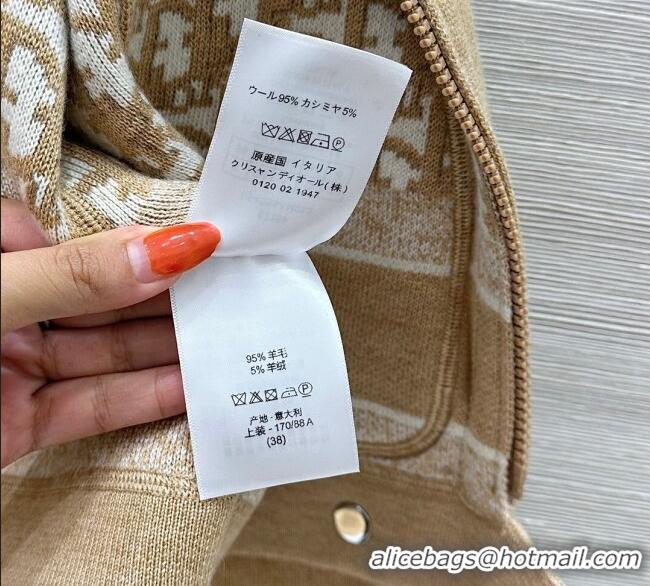 ウール95% カシミヤ5%
原産国 イタリア
クリスチャンディオール(株)
0120 02 1947
95% 羊毛
5% 羊绒
产地 - 意大利
上装 - 170/88 A
(38)
alicebags@hotmail.com